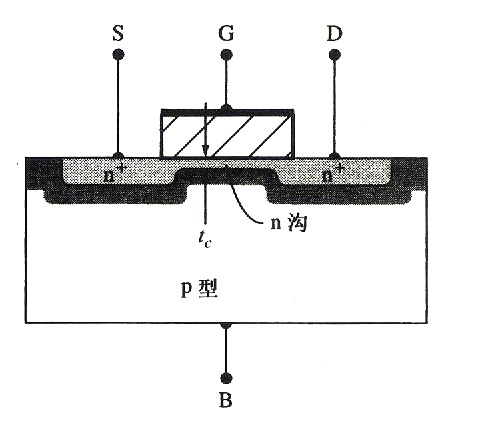 S G D
n⁺ n⁺
n 沟
t_c
p 型
B